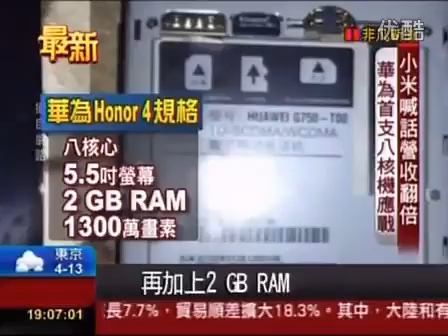 最新
華為Honor 4規格
八核心
5.5吋螢幕
2 GB RAM
1300萬畫素
HUAWEI G750-T00
小米喊話營收翻倍
華為首支八核機應戰
優酷
東京
4-13
19:07:01
再加上2 GB RAM
長7.7%，貿易順差擴大18.3%。其中，大陸和有